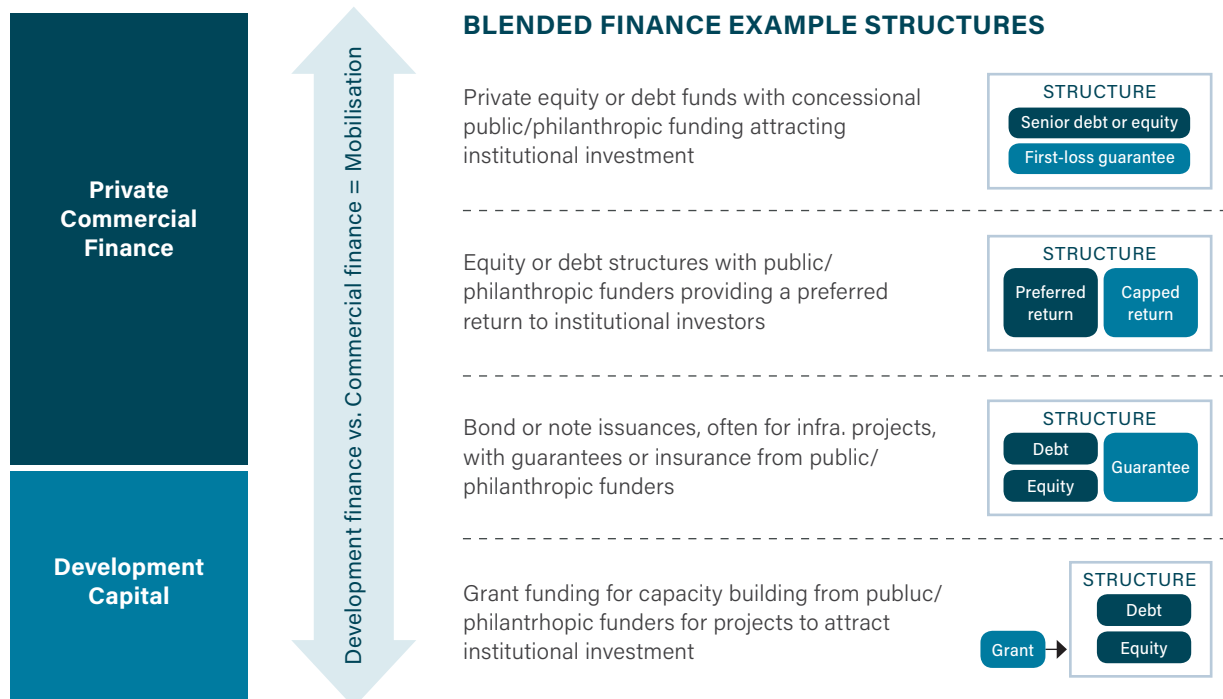 BLENDED FINANCE EXAMPLE STRUCTURES
Private
Commercial
Finance
Development
Capital
Development finance vs. Commercial finance = Mobilisation
Private equity or debt funds with concessional
public/philanthropic funding attracting
institutional investment
STRUCTURE
Senior debt or equity
First-loss guarantee
Equity or debt structures with public/
philanthropic funders providing a preferred
return to institutional investors
STRUCTURE
Preferred
return
Capped
return
Bond or note issuances, often for infra. projects,
with guarantees or insurance from public/
philanthropic funders
STRUCTURE
Debt
Equity
Guarantee
Grant funding for capacity building from publuc/
philantrhopic funders for projects to attract
institutional investment
Grant
STRUCTURE
Debt
Equity